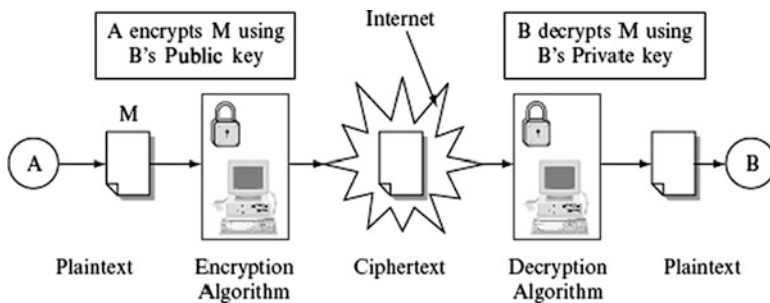 A encrypts M using
B's Public key
Internet
B decrypts M using
B's Private key
M
A
B
Plaintext
Encryption
Algorithm
Ciphertext
Decryption
Algorithm
Plaintext